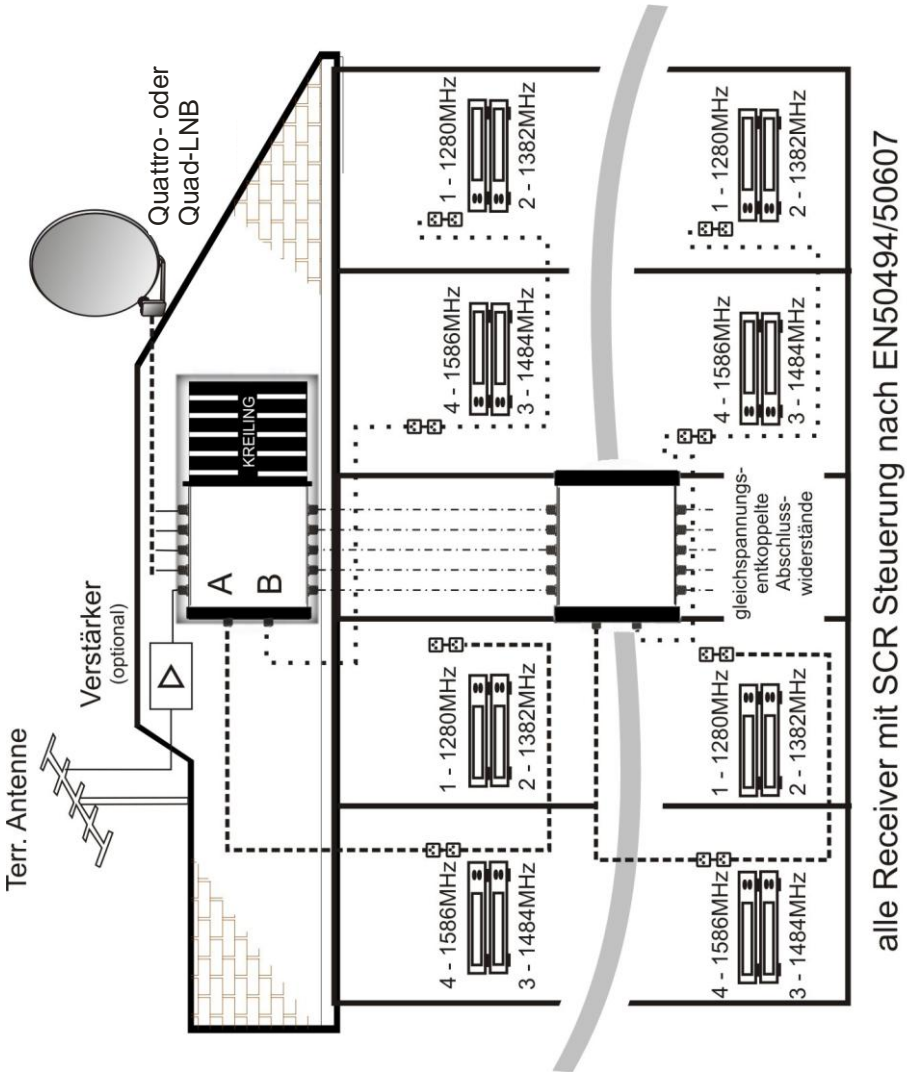 Terr. Antenne
Verstärker
(optional)
Quattro- oder
Quad-LNB
KREILING
A
B
4 - 1586MHz
3 - 1484MHz
1 - 1280MHz
2 - 1382MHz
4 - 1586MHz
3 - 1484MHz
1 - 1280MHz
2 - 1382MHz
4 - 1586MHz
3 - 1484MHz
1 - 1280MHz
2 - 1382MHz
gleichspannungs-
entkoppelte
Abschluss-
widerstände
4 - 1586MHz
3 - 1484MHz
1 - 1280MHz
2 - 1382MHz
alle Receiver mit SCR Steuerung nach EN50494/50607